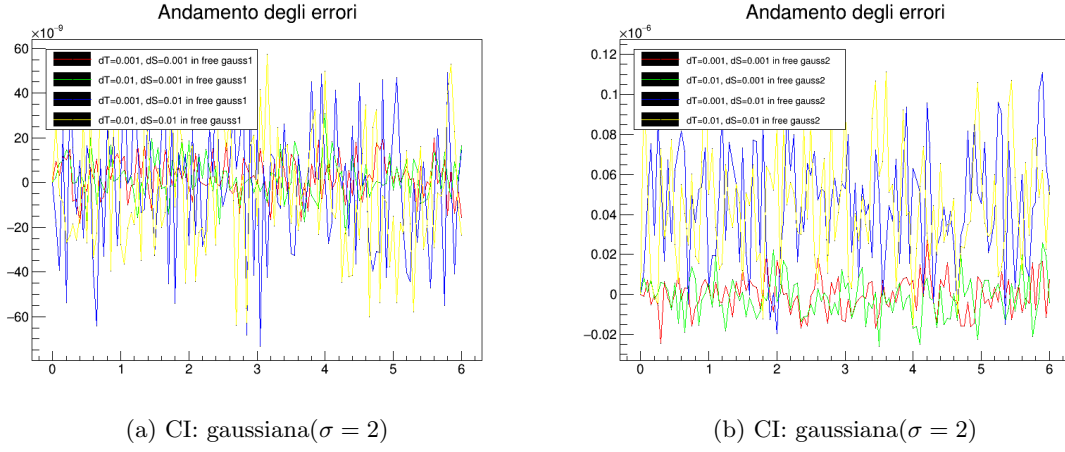 Andamento degli errori
×10⁻⁹
60
40
20
0
−20
−40
−60
dT=0.001, dS=0.001 in free gauss1
dT=0.01, dS=0.001 in free gauss1
dT=0.001, dS=0.01 in free gauss1
dT=0.01, dS=0.01 in free gauss1
0 1 2 3 4 5 6
(a) CI: gaussiana(σ = 2)
Andamento degli errori
×10⁻⁶
0.12
0.1
0.08
0.06
0.04
0.02
0
−0.02
dT=0.001, dS=0.001 in free gauss2
dT=0.01, dS=0.001 in free gauss2
dT=0.001, dS=0.01 in free gauss2
dT=0.01, dS=0.01 in free gauss2
0 1 2 3 4 5 6
(b) CI: gaussiana(σ = 2)